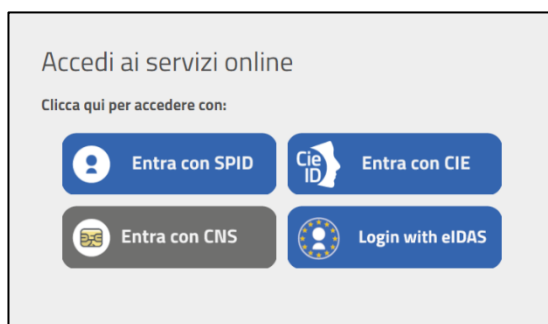 Accedi ai servizi online
Clicca qui per accedere con:
Entra con SPID
Cie ID Entra con CIE
Entra con CNS
Login with eIDAS